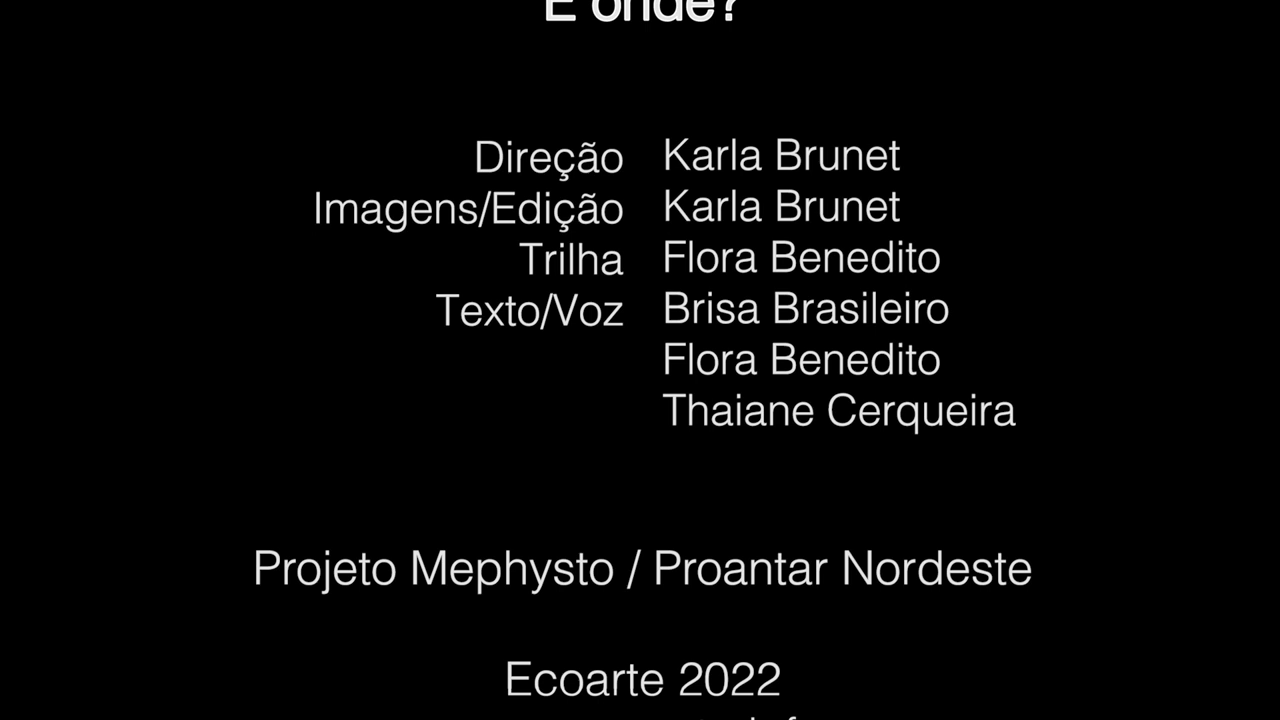 E onde?
Direção Karla Brunet
Imagens/Edição Karla Brunet
Trilha Flora Benedito
Texto/Voz Brisa Brasileiro
Flora Benedito
Thaiane Cerqueira
Projeto Mephysto / Proantar Nordeste
Ecoarte 2022